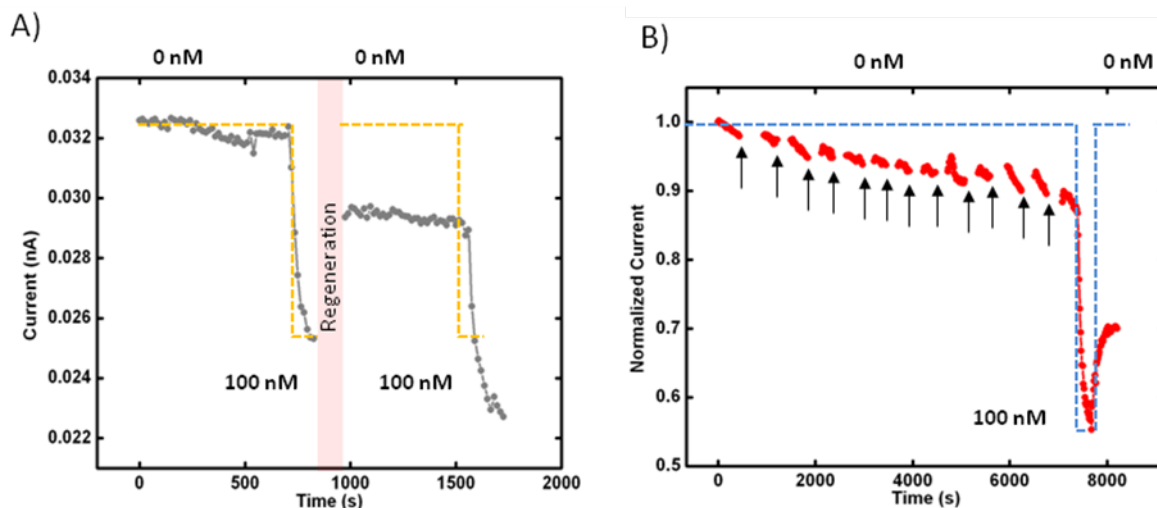 A)
0 nM
0 nM
0.034
0.032
0.030
0.028
0.026
0.024
0.022
Current (nA)
Regeneration
100 nM
100 nM
0
500
1000
1500
2000
Time (s)
B)
0 nM
0 nM
1.0
0.9
0.8
0.7
0.6
0.5
Normalized Current
100 nM
0
2000
4000
6000
8000
Time (s)